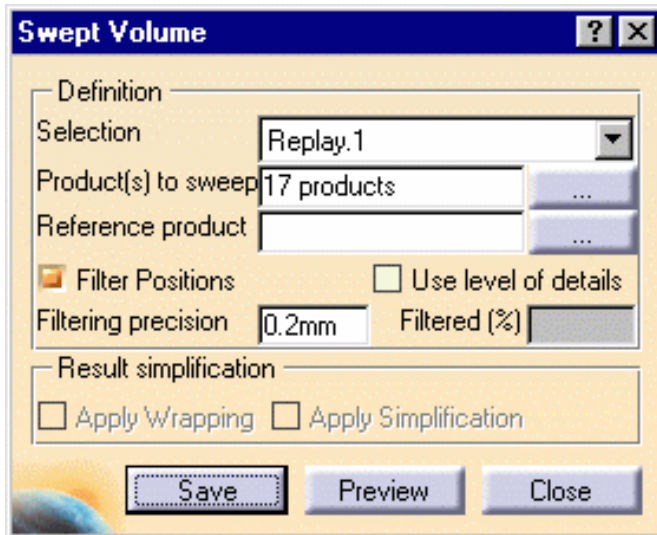 Swept Volume
Definition
Selection Replay.1
Product(s) to sweep 17 products ...
Reference product ...
Filter Positions Use level of details
Filtering precision 0.2mm Filtered (%)
Result simplification
Apply Wrapping Apply Simplification
Save Preview Close